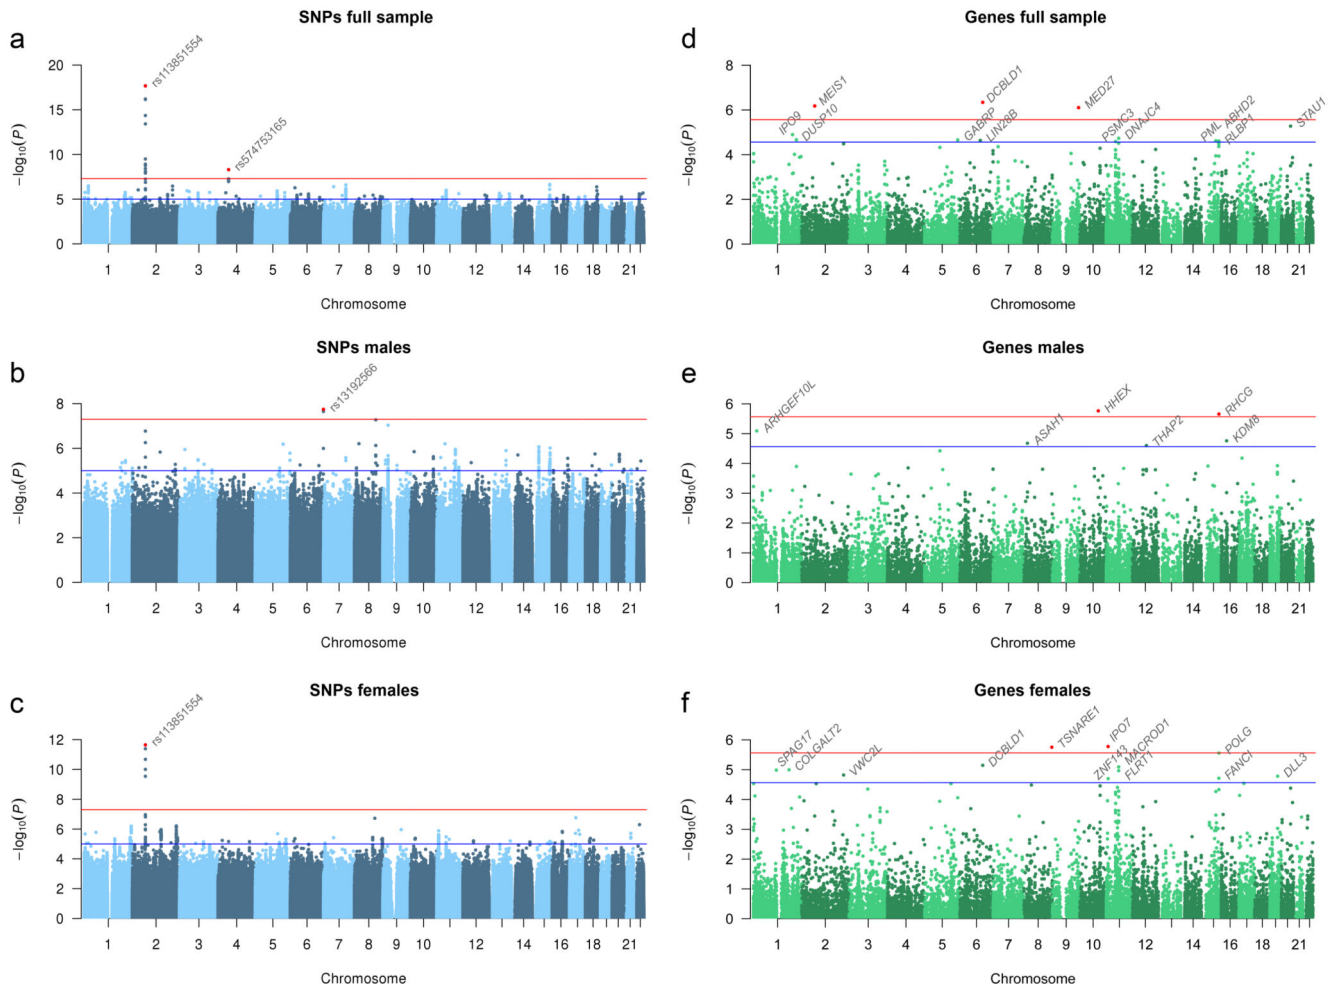 a
SNPs full sample
rs113851554
rs574753165
−log10(P)
20
15
10
5
0
1 2 3 4 5 6 7 8 9 10 12 14 16 18 21
Chromosome
b
SNPs males
rs13192566
−log10(P)
8
6
4
2
0
1 2 3 4 5 6 7 8 9 10 12 14 16 18 21
Chromosome
c
SNPs females
rs113851554
−log10(P)
12
10
8
6
4
2
0
1 2 3 4 5 6 7 8 9 10 12 14 16 18 21
Chromosome
d
Genes full sample
IPO9
DUSP10
MEIS1
GABRP
DCBLD1
LIN28B
MED27
PSMC3
DNAJC4
PML
ABHD2
RLBP1
STAU1
−log10(P)
8
6
4
2
0
1 2 3 4 5 6 7 8 9 10 12 14 16 18 21
Chromosome
e
Genes males
ARHGEF10L
ASAH1
HHEX
THAP2
RHCG
KDM8
−log10(P)
6
5
4
3
2
1
0
1 2 3 4 5 6 7 8 9 10 12 14 16 18 21
Chromosome
f
Genes females
SPAG17
COLGALT2
VWC2L
DCBLD1
TSNARE1
IPO7
ZNF143
MACROD1
FLRT1
POLG
FANCI
DLL3
−log10(P)
6
5
4
3
2
1
0
1 2 3 4 5 6 7 8 9 10 12 14 16 18 21
Chromosome